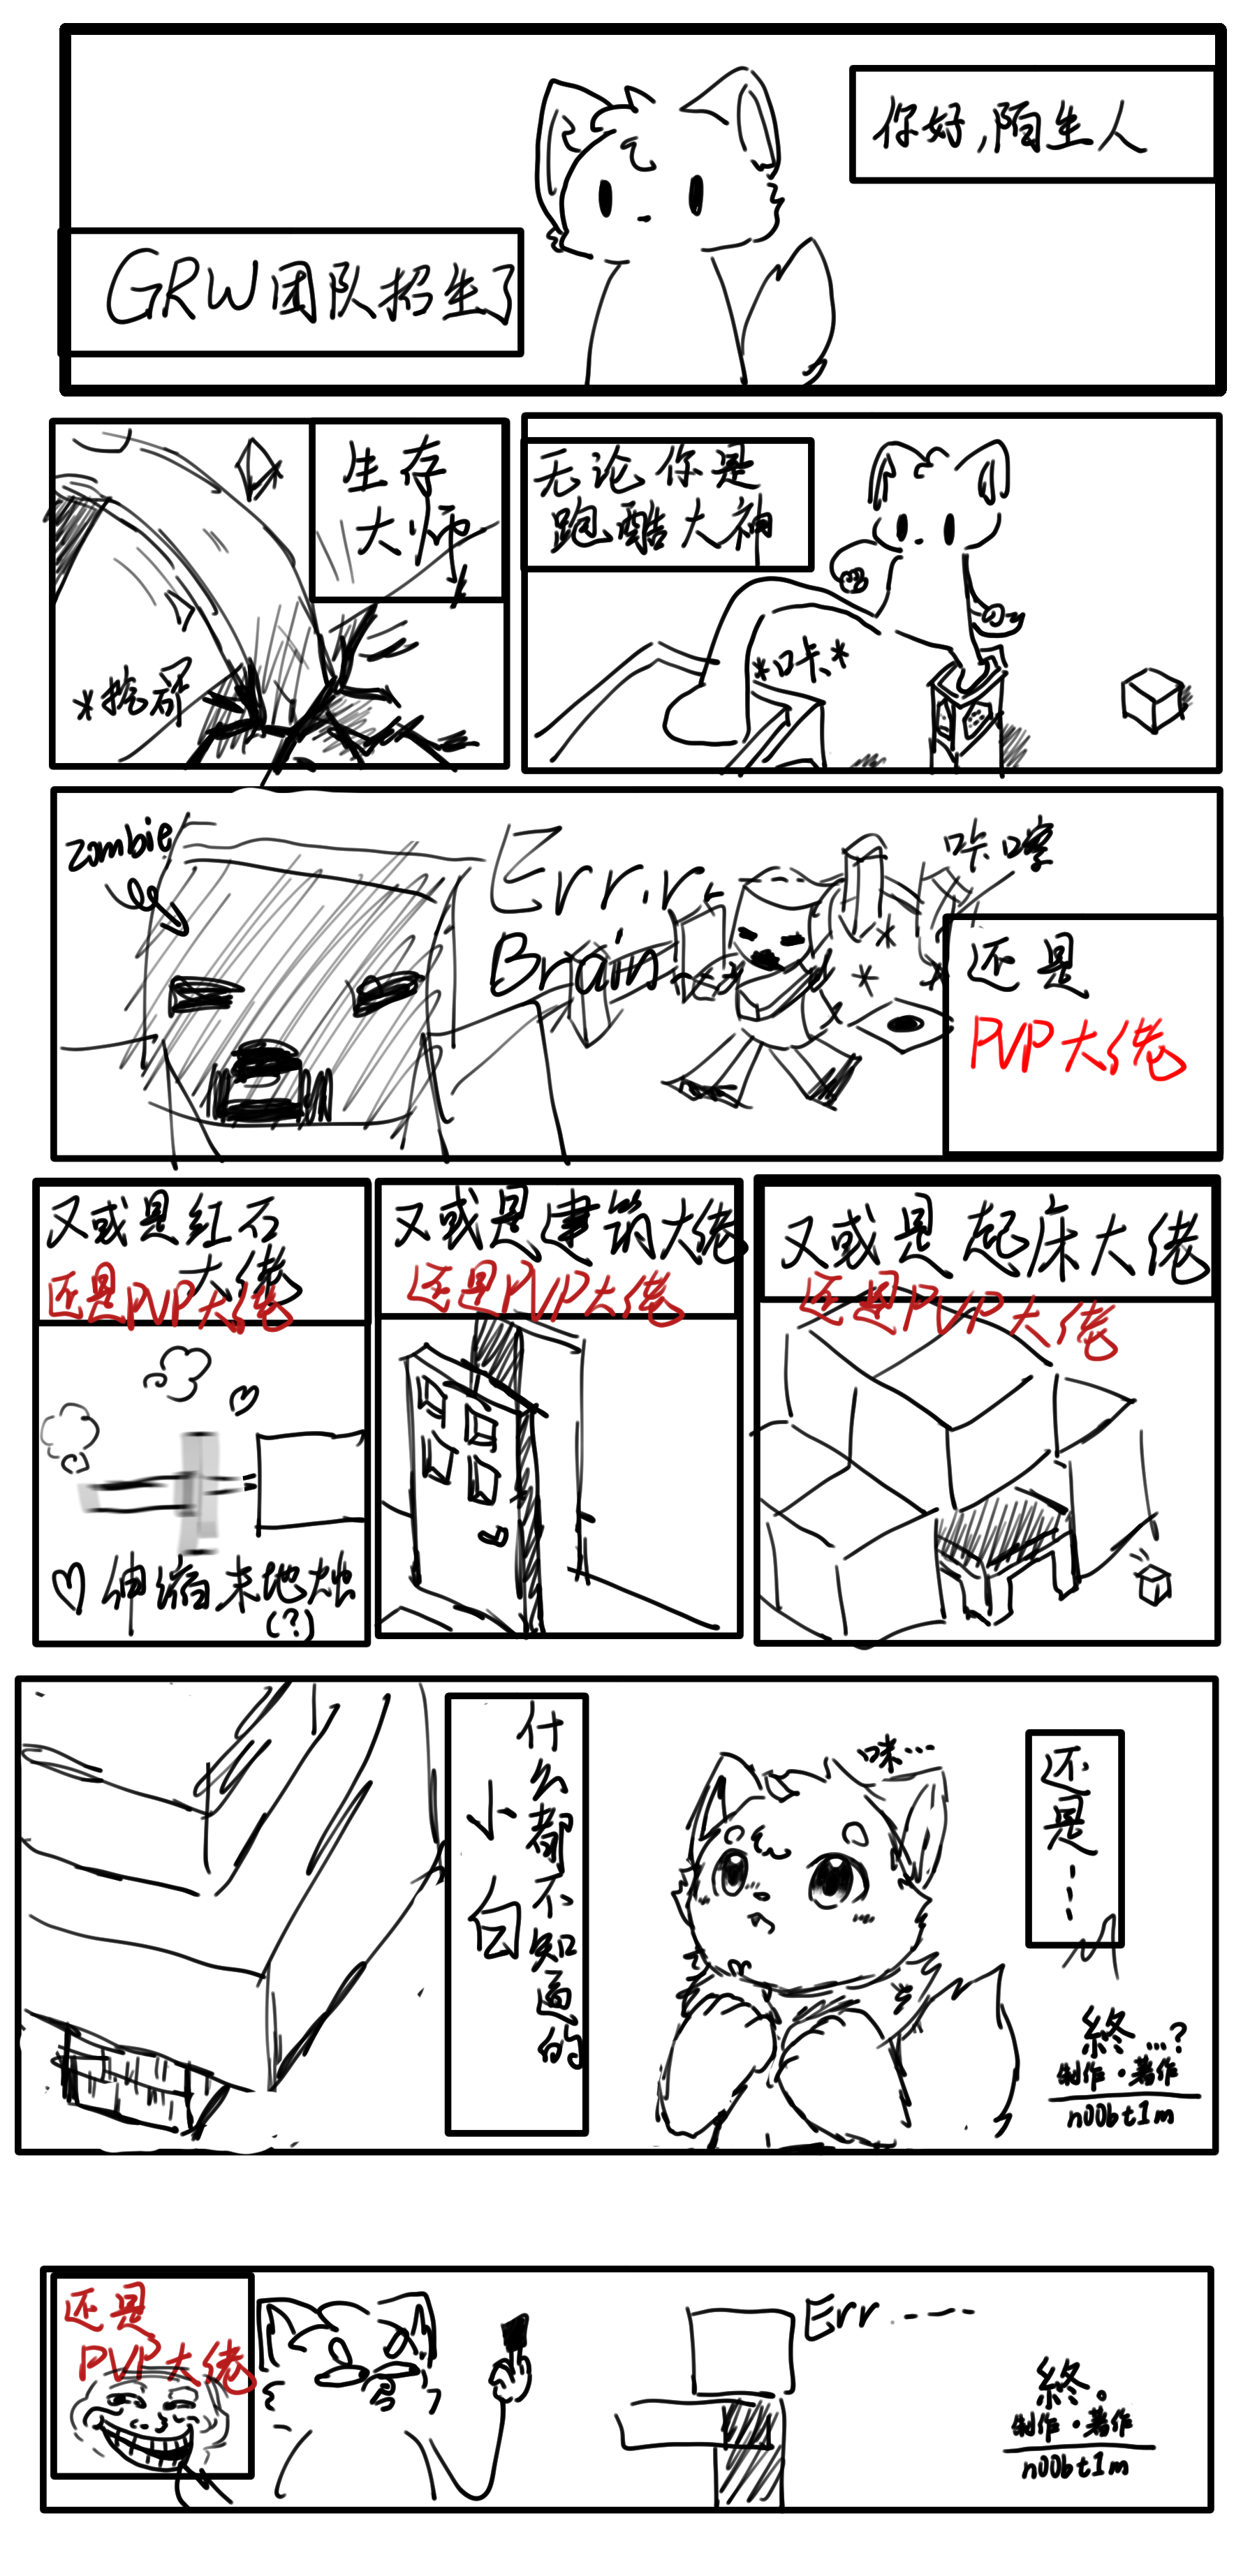 你好,陌生人
GRW团队招生了
无论你是
跑酷大神
*咔*
生存
大师
*挖矿
zombie
Err.r.
Brain
咔嚓
还是
PVP大佬
又或是红石
大佬
还是PVP大佬
♡伸缩未地烛
(?)
又或是建筑大佬
还是PVP大佬
又或是起床大佬
还是PVP大佬
咪...
还是......
什么都不知道的
小白
終...?
制作·著作
n00bt1m
还是
PVP大佬
Err-----
終。
制作·著作
n00bt1m